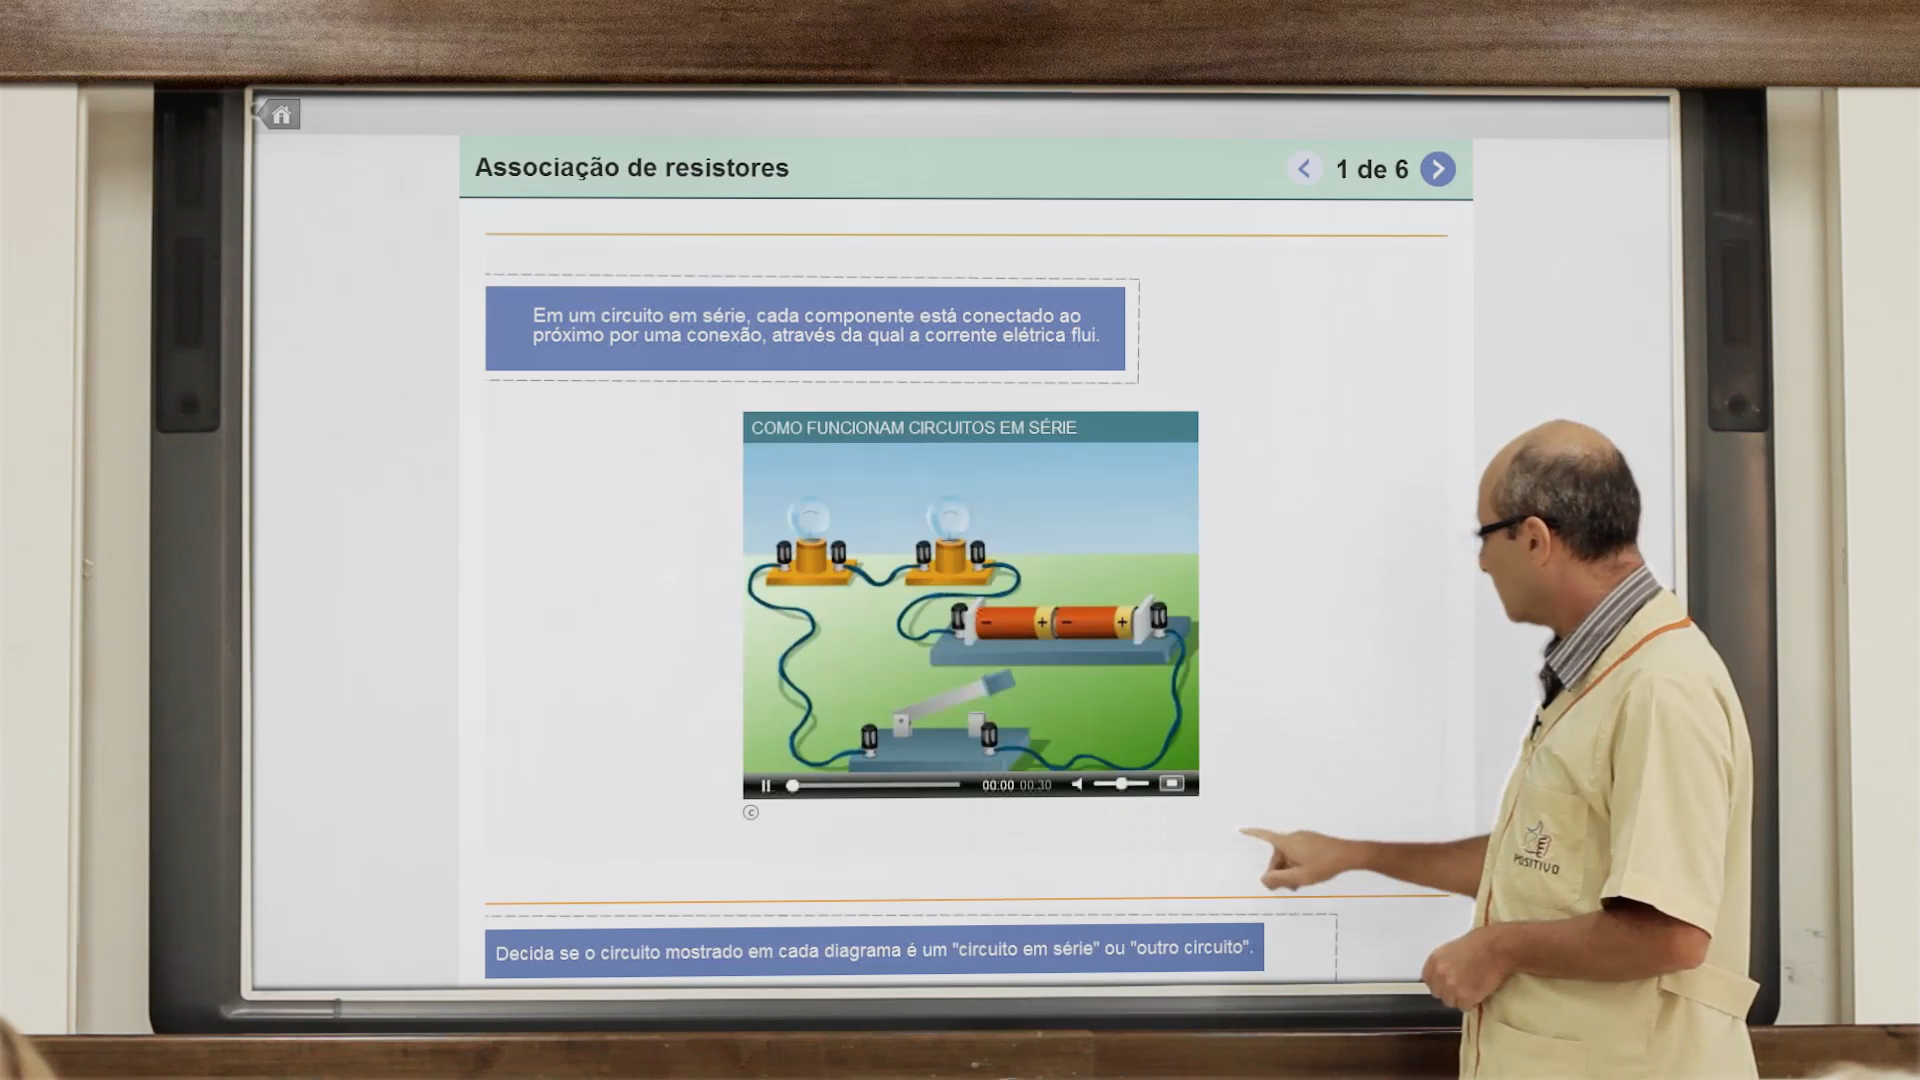 Associação de resistores
1 de 6
Em um circuito em série, cada componente está conectado ao
próximo por uma conexão, através da qual a corrente elétrica flui.
COMO FUNCIONAM CIRCUITOS EM SÉRIE
- + - +
00:00 00:30
©
POSITIVO
Decida se o circuito mostrado em cada diagrama é um "circuito em série" ou "outro circuito".